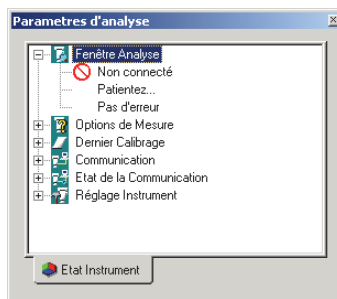 Parametres d'analyse
Fenêtre Analyse
Non connecté
Patientez...
Pas d'erreur
Options de Mesure
Dernier Calibrage
Communication
Etat de la Communication
Réglage Instrument
Etat Instrument